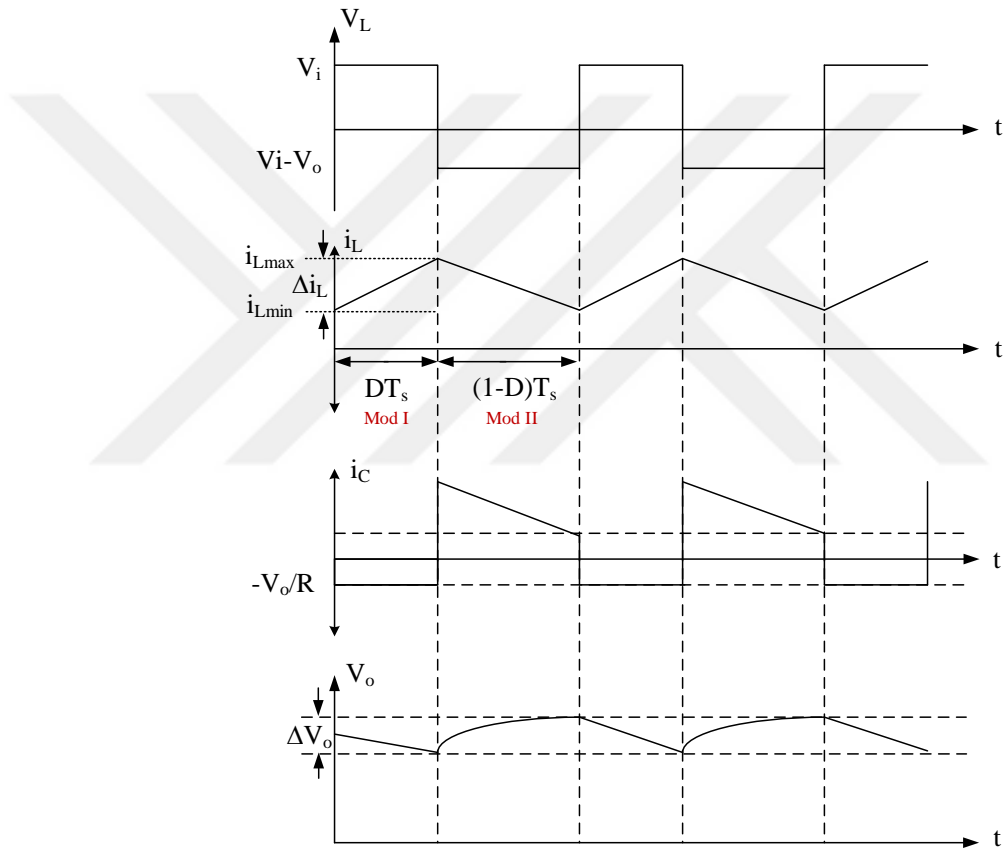 V_L
V_i
t
Vi-V_o
i_L
i_Lmax
Δi_L
i_Lmin
t
DT_s
(1-D)T_s
Mod I
Mod II
i_C
t
-V_o/R
V_o
ΔV_o
t